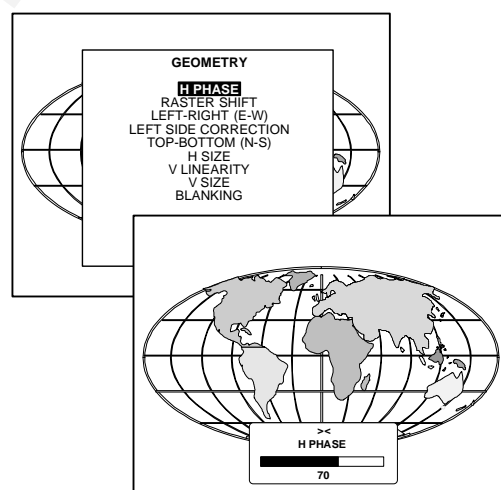 GEOMETRY
H PHASE
RASTER SHIFT
LEFT-RIGHT (E-W)
LEFT SIDE CORRECTION
TOP-BOTTOM (N-S)
H SIZE
V LINEARITY
V SIZE
BLANKING
><
H PHASE
70